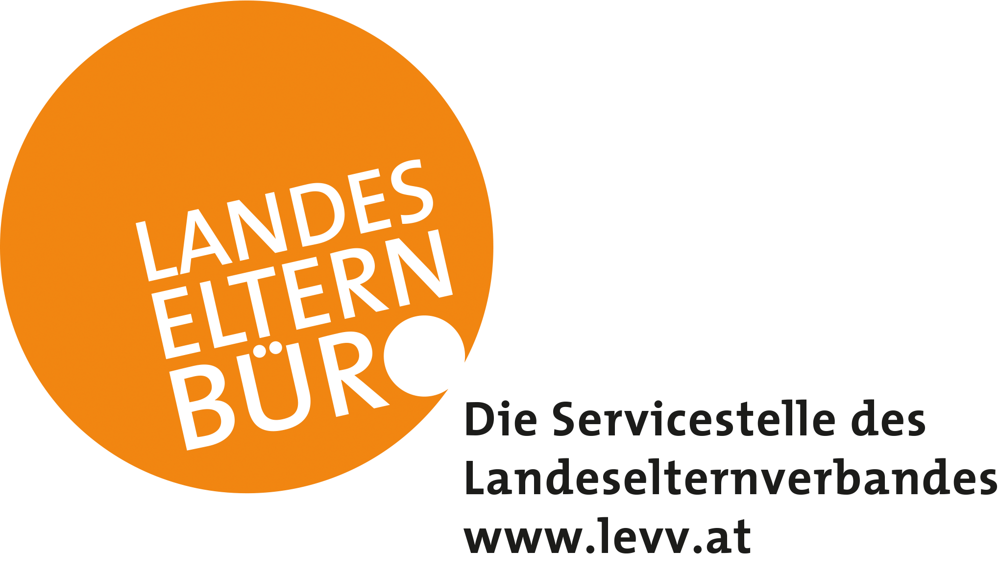 LANDES
ELTERN
BÜRO
Die Servicestelle des
Landeselternverbandes
www.levv.at